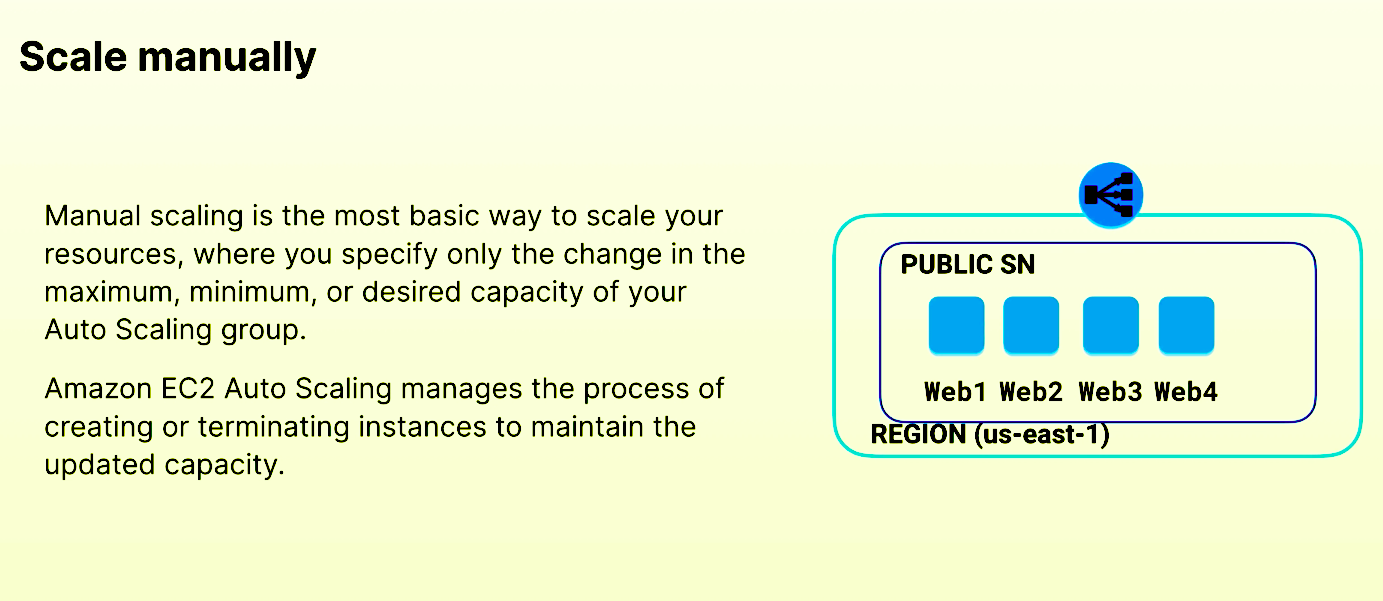 Scale manually
Manual scaling is the most basic way to scale your
resources, where you specify only the change in the
maximum, minimum, or desired capacity of your
Auto Scaling group.
Amazon EC2 Auto Scaling manages the process of
creating or terminating instances to maintain the
updated capacity.
PUBLIC SN
Web1 Web2 Web3 Web4
REGION (us-east-1)